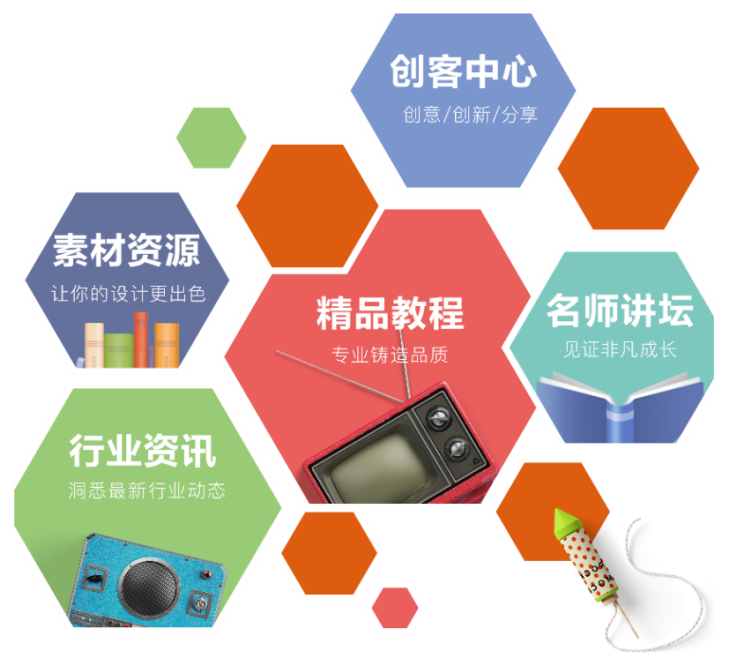 创客中心
创意/创新/分享
素材资源
让你的设计更出色
精品教程
专业铸造品质
名师讲坛
见证非凡成长
行业资讯
洞悉最新行业动态